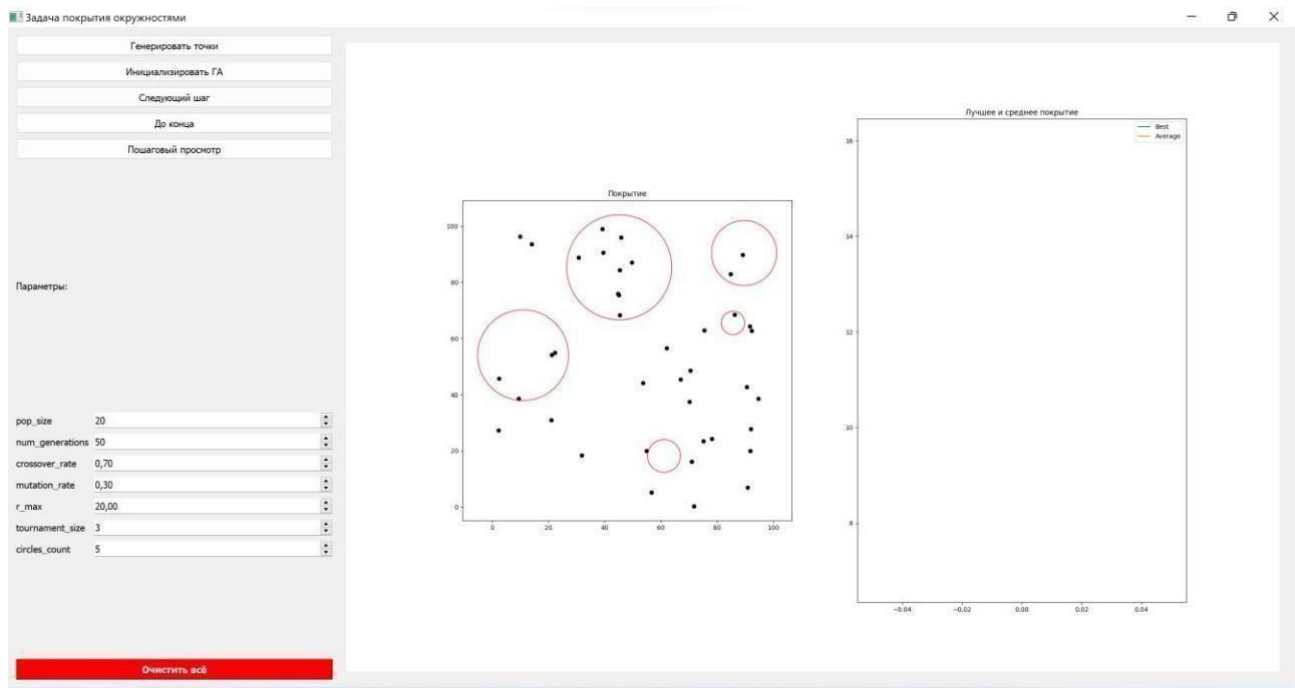 Задача покрытия окружностями
Генерировать точки
Инициализировать ГА
Следующий шаг
До конца
Пошаговый просмотр
Параметры:
pop_size 20
num_generations 50
crossover_rate 0,70
mutation_rate 0,30
r_max 20,00
tournament_size 3
circles_count 5
Очистить всё
Покрытие
100
80
60
40
20
0
0 20 40 60 80 100
Лучшее и среднее покрытие
Best
Average
16
14
12
10
8
−0.04 −0.02 0.00 0.02 0.04